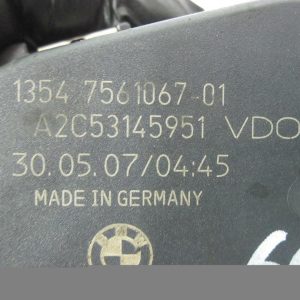 1354 7561067-01
A2C53145951 VDO
30.05.07/04:45
MADE IN GERMANY